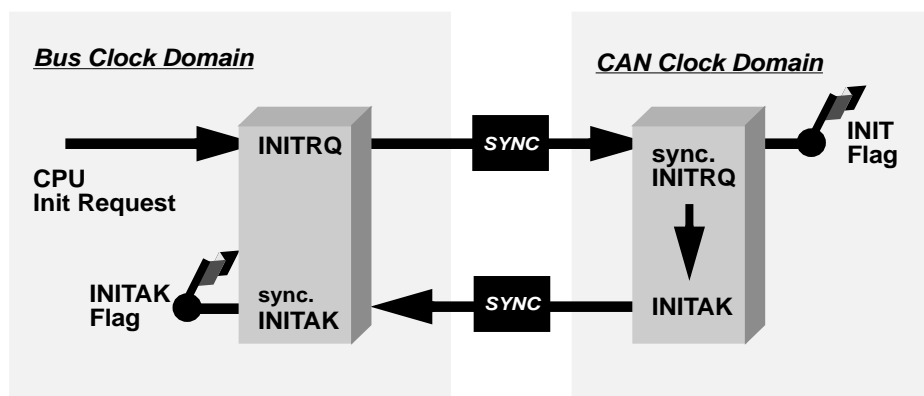 Bus Clock Domain
CAN Clock Domain
CPU
Init Request
INITRQ
SYNC
sync.
INITRQ
INIT
Flag
INITAK
Flag
sync.
INITAK
SYNC
INITAK